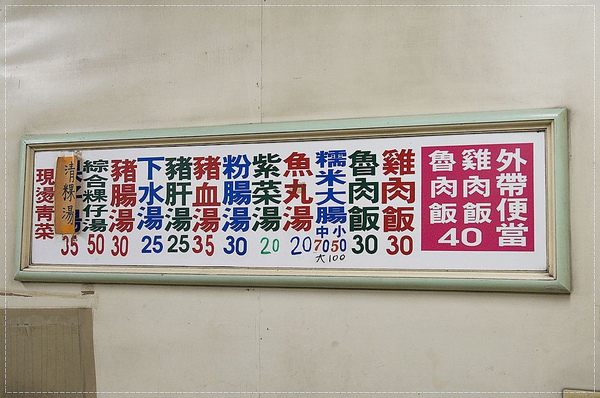 外帶便當
雞肉飯
魯肉飯
40
雞肉飯 30
魯肉飯 30
糯米大腸 小50 中70 大100
魚丸湯 20
紫菜湯 20
粉腸湯 30
豬血湯 35
豬肝湯 25
下水湯 25
豬腸湯 30
綜合粿仔湯 50
清粿湯 35
現燙青菜